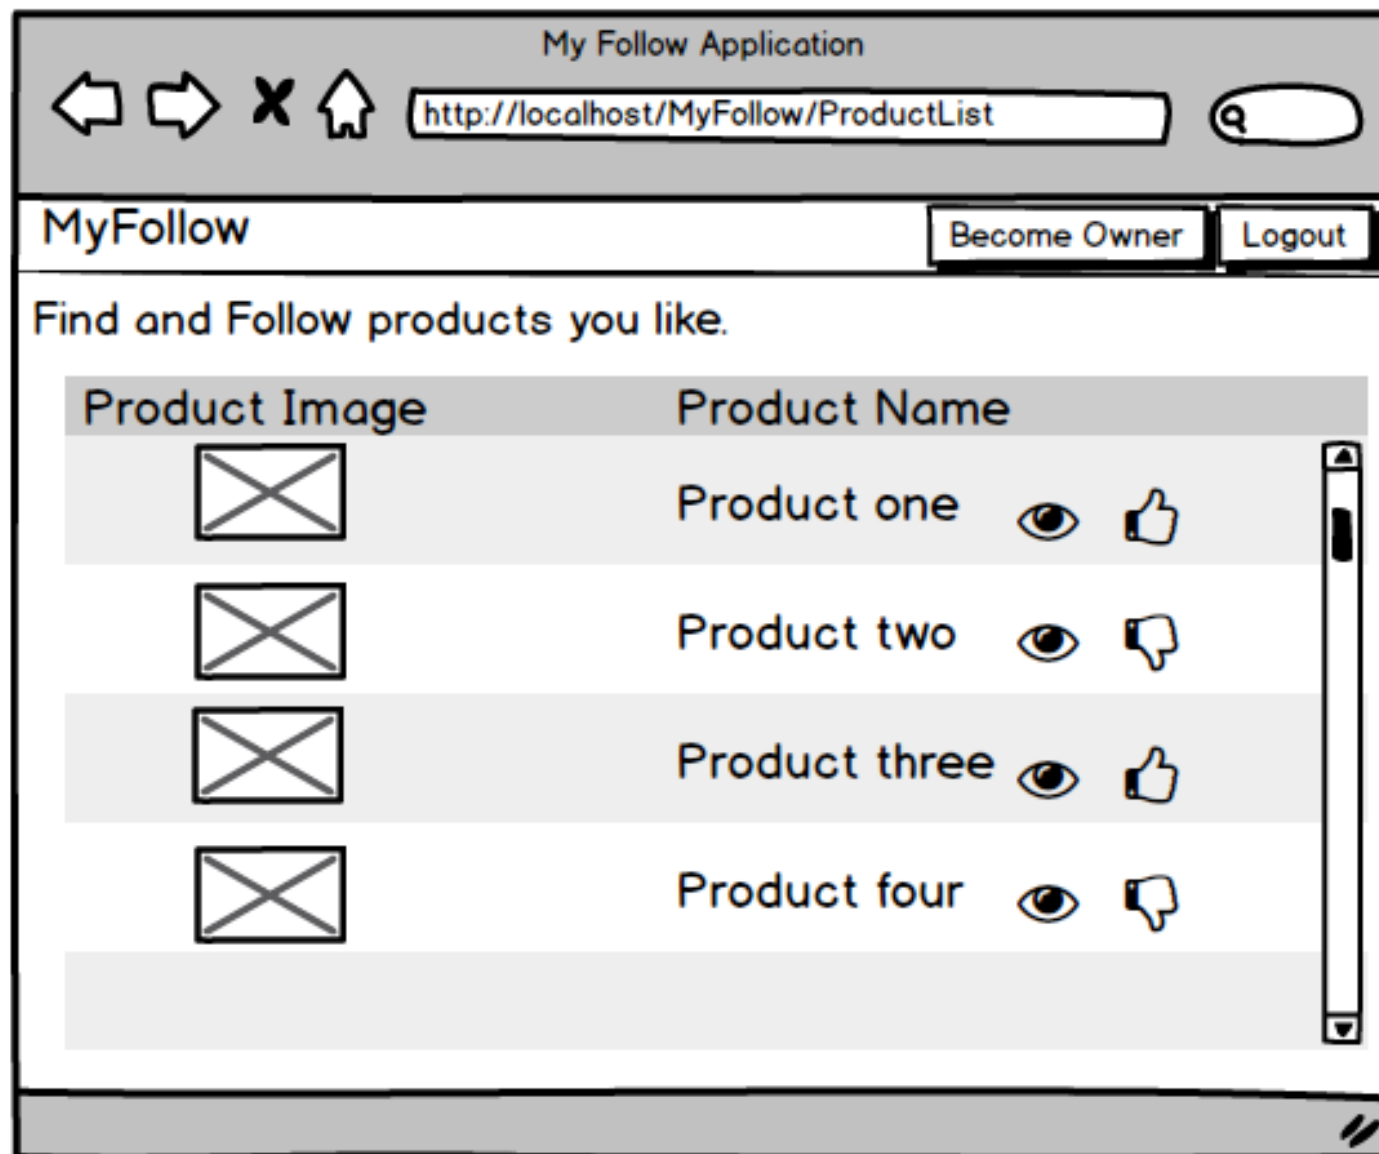 My Follow Application
http://localhost/MyFollow/ProductList
MyFollow Become Owner Logout
Find and Follow products you like.
Product Image Product Name
Product one
Product two
Product three
Product four